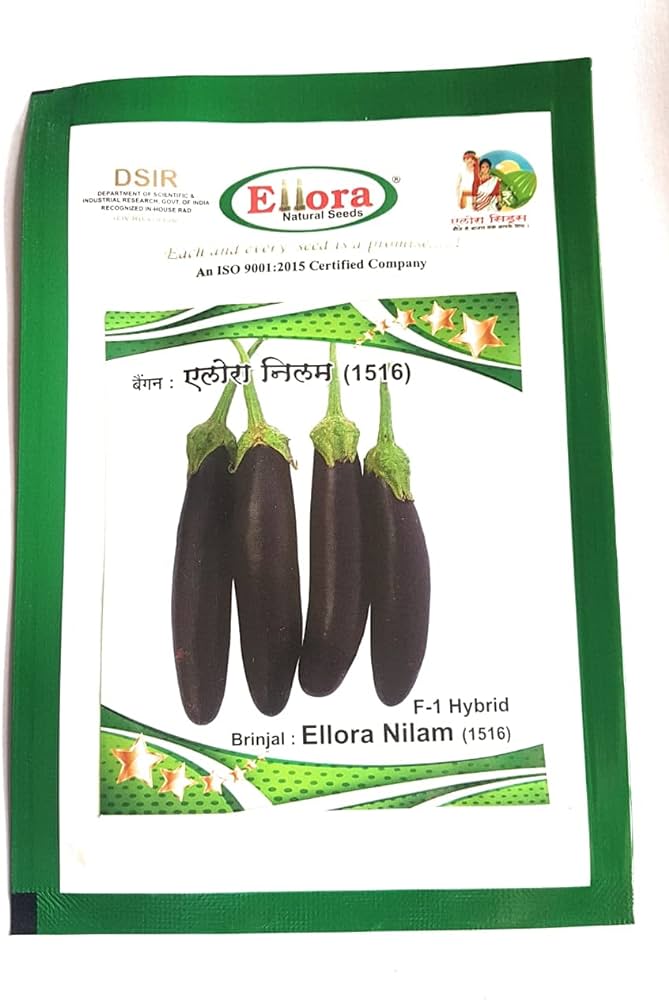 DSIR
DEPARTMENT OF SCIENTIFIC &
INDUSTRIAL RESEARCH, GOVT. OF INDIA
RECOGNIZED IN-HOUSE R&D
Ellora®
Natural Seeds
एलोरा सिड्स
Each and every seed is a
An ISO 9001:2015 Certified Company
बैंगन : एलोरा निलम (1516)
F-1 Hybrid
Brinjal : Ellora Nilam (1516)